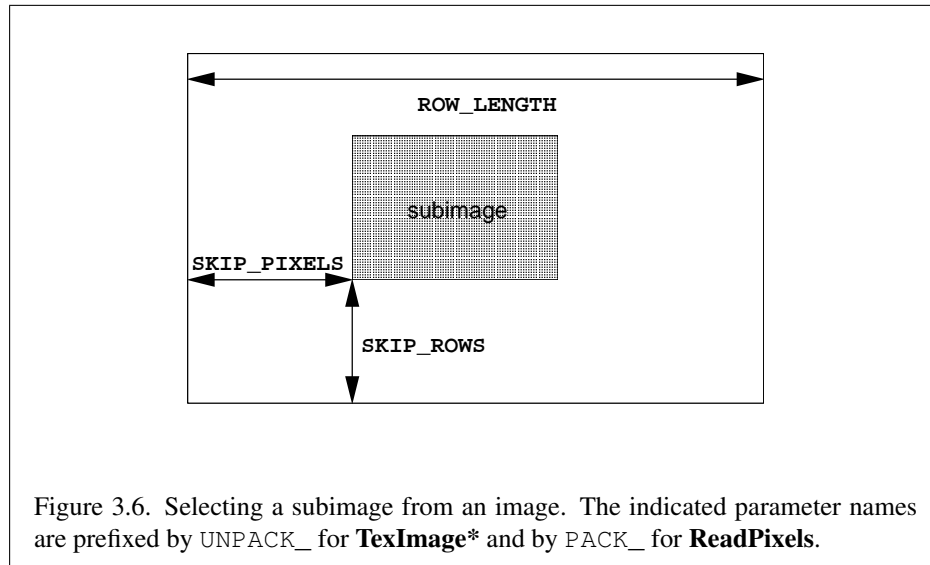 ROW_LENGTH
subimage
SKIP_PIXELS
SKIP_ROWS
Figure 3.6. Selecting a subimage from an image. The indicated parameter names
are prefixed by UNPACK_ for TexImage* and by PACK_ for ReadPixels.